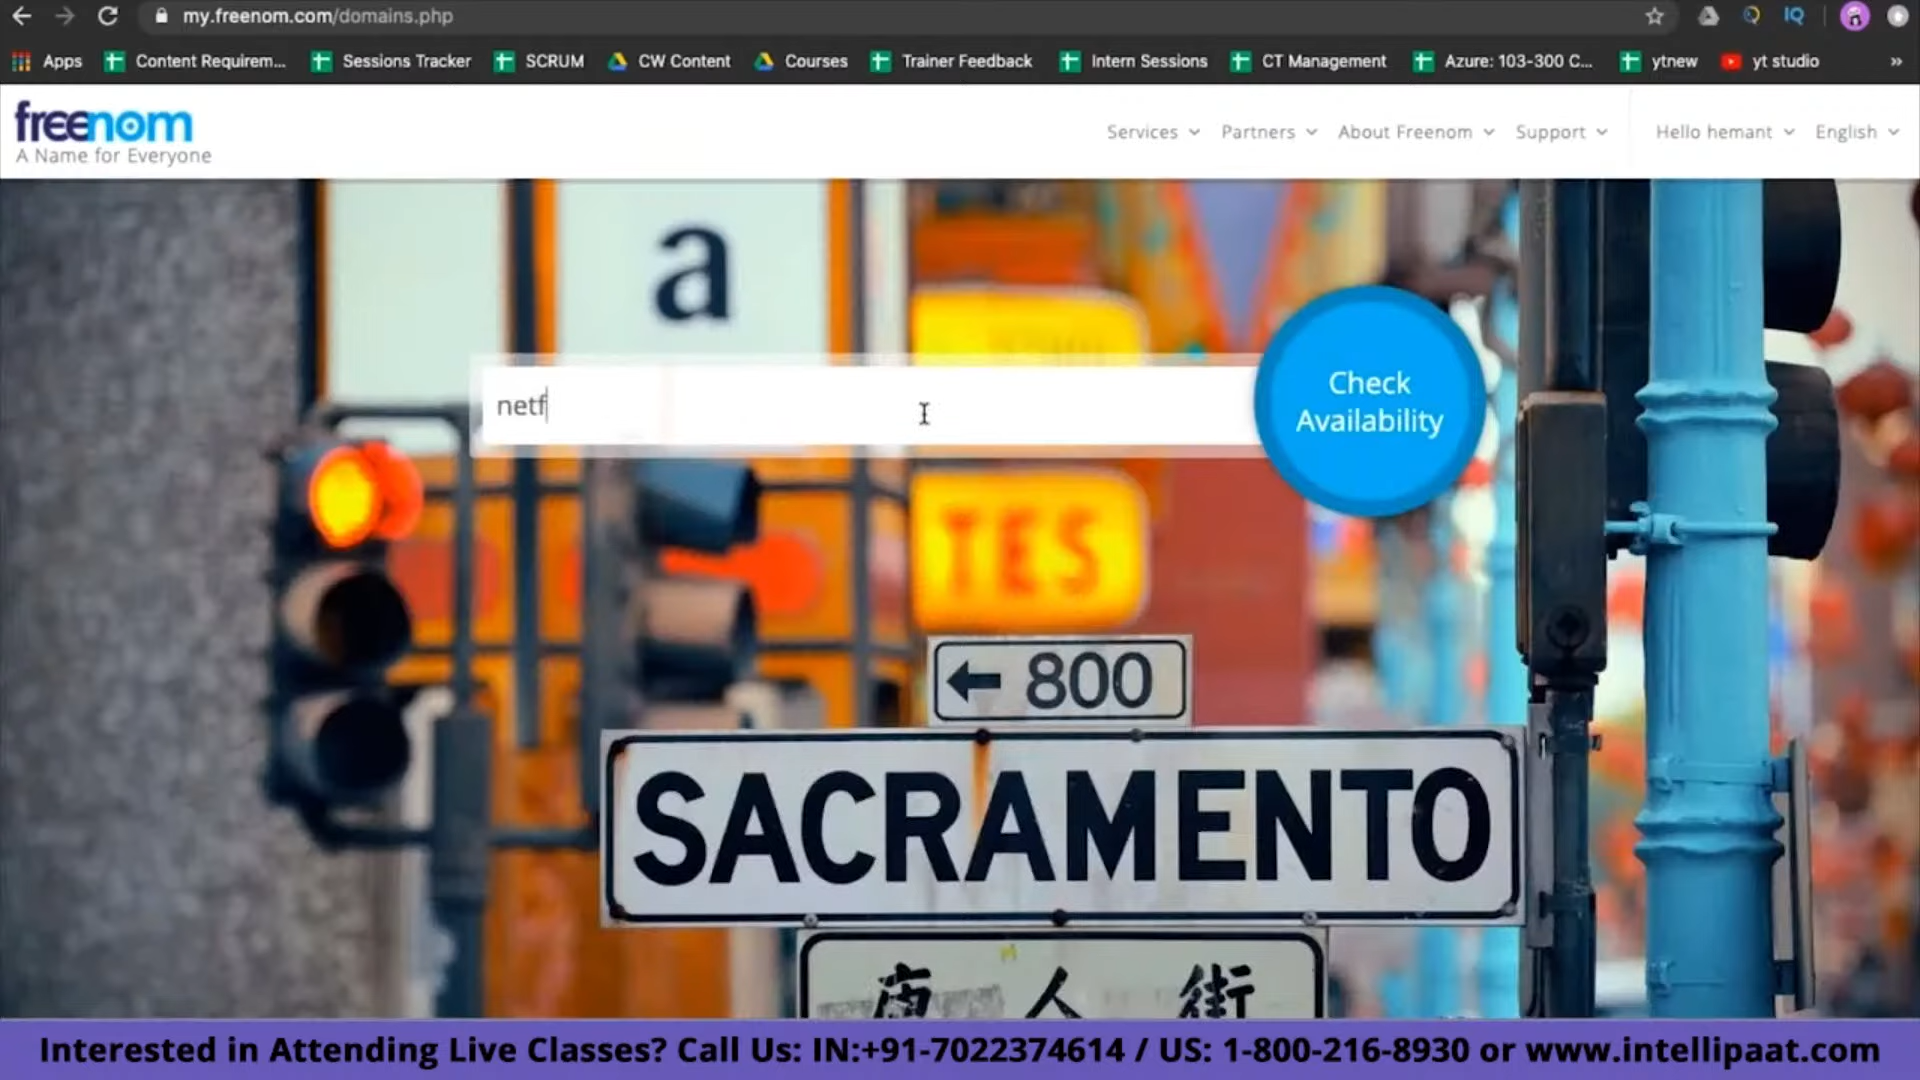 my.freenom.com/domains.php
IQ
Apps Content Requirem... Sessions Tracker SCRUM CW Content Courses Trainer Feedback Intern Sessions CT Management Azure: 103-300 C... ytnew yt studio »
freenom
A Name for Everyone
Services Partners About Freenom Support Hello hemant English
a
netf
Check
Availability
TES
← 800
SACRAMENTO
唐人街
Interested in Attending Live Classes? Call Us: IN:+91-7022374614 / US: 1-800-216-8930 or www.intellipaat.com